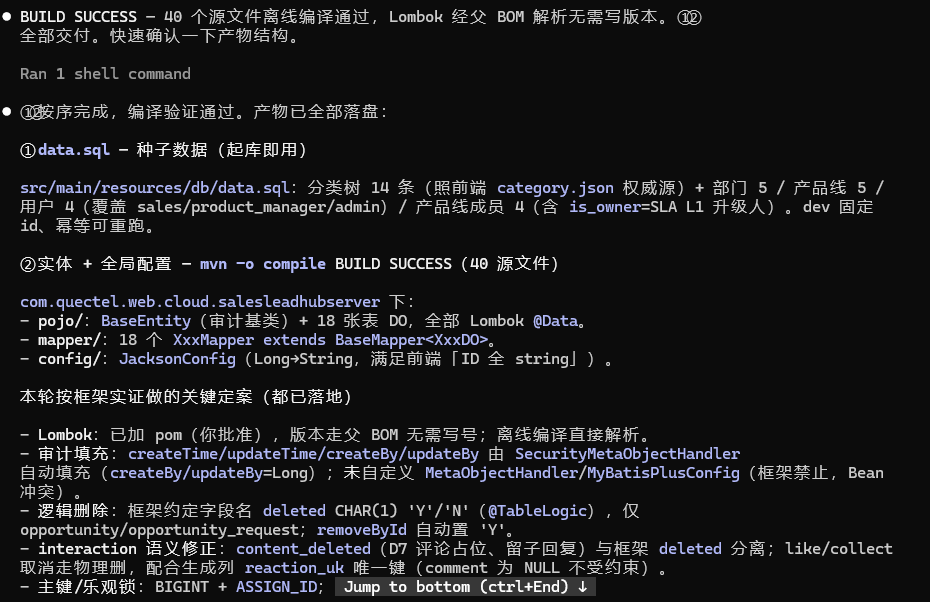 ● BUILD SUCCESS — 40 个源文件离线编译通过，Lombok 经父 BOM 解析无需写版本。①②
全部交付。快速确认一下产物结构。
Ran 1 shell command
● ①②按序完成，编译验证通过。产物已全部落盘：
①data.sql — 种子数据（起库即用）
src/main/resources/db/data.sql：分类树 14 条（照前端 category.json 权威源）+ 部门 5 / 产品线 5 /
用户 4（覆盖 sales/product_manager/admin）/ 产品线成员 4（含 is_owner=SLA L1 升级人）。dev 固定
id、幂等可重跑。
②实体 + 全局配置 — mvn -o compile BUILD SUCCESS（40 源文件）
com.quectel.web.cloud.salesleadhubserver 下：
- pojo/：BaseEntity（审计基类）+ 18 张表 DO，全部 Lombok @Data。
- mapper/：18 个 XxxMapper extends BaseMapper<XxxDO>。
- config/：JacksonConfig（Long→String，满足前端「ID 全 string」）。
本轮按框架实证做的关键定案（都已落地）
- Lombok：已加 pom（你批准），版本走父 BOM 无需写号；离线编译直接解析。
- 审计填充：createTime/updateTime/createBy/updateBy 由 SecurityMetaObjectHandler
自动填充（createBy/updateBy=Long）；未自定义 MetaObjectHandler/MyBatisPlusConfig（框架禁止，Bean
冲突）。
- 逻辑删除：框架约定字段名 deleted CHAR(1) 'Y'/'N'（@TableLogic），仅
opportunity/opportunity_request；removeById 自动置 'Y'。
- interaction 语义修正：content_deleted（D7 评论占位、留子回复）与框架 deleted 分离；like/collect
取消走物理删，配合生成列 reaction_uk 唯一键（comment 为 NULL 不受约束）。
- 主键/乐观锁：BIGINT + ASSIGN_ID； Jump to bottom (ctrl+End) ↓